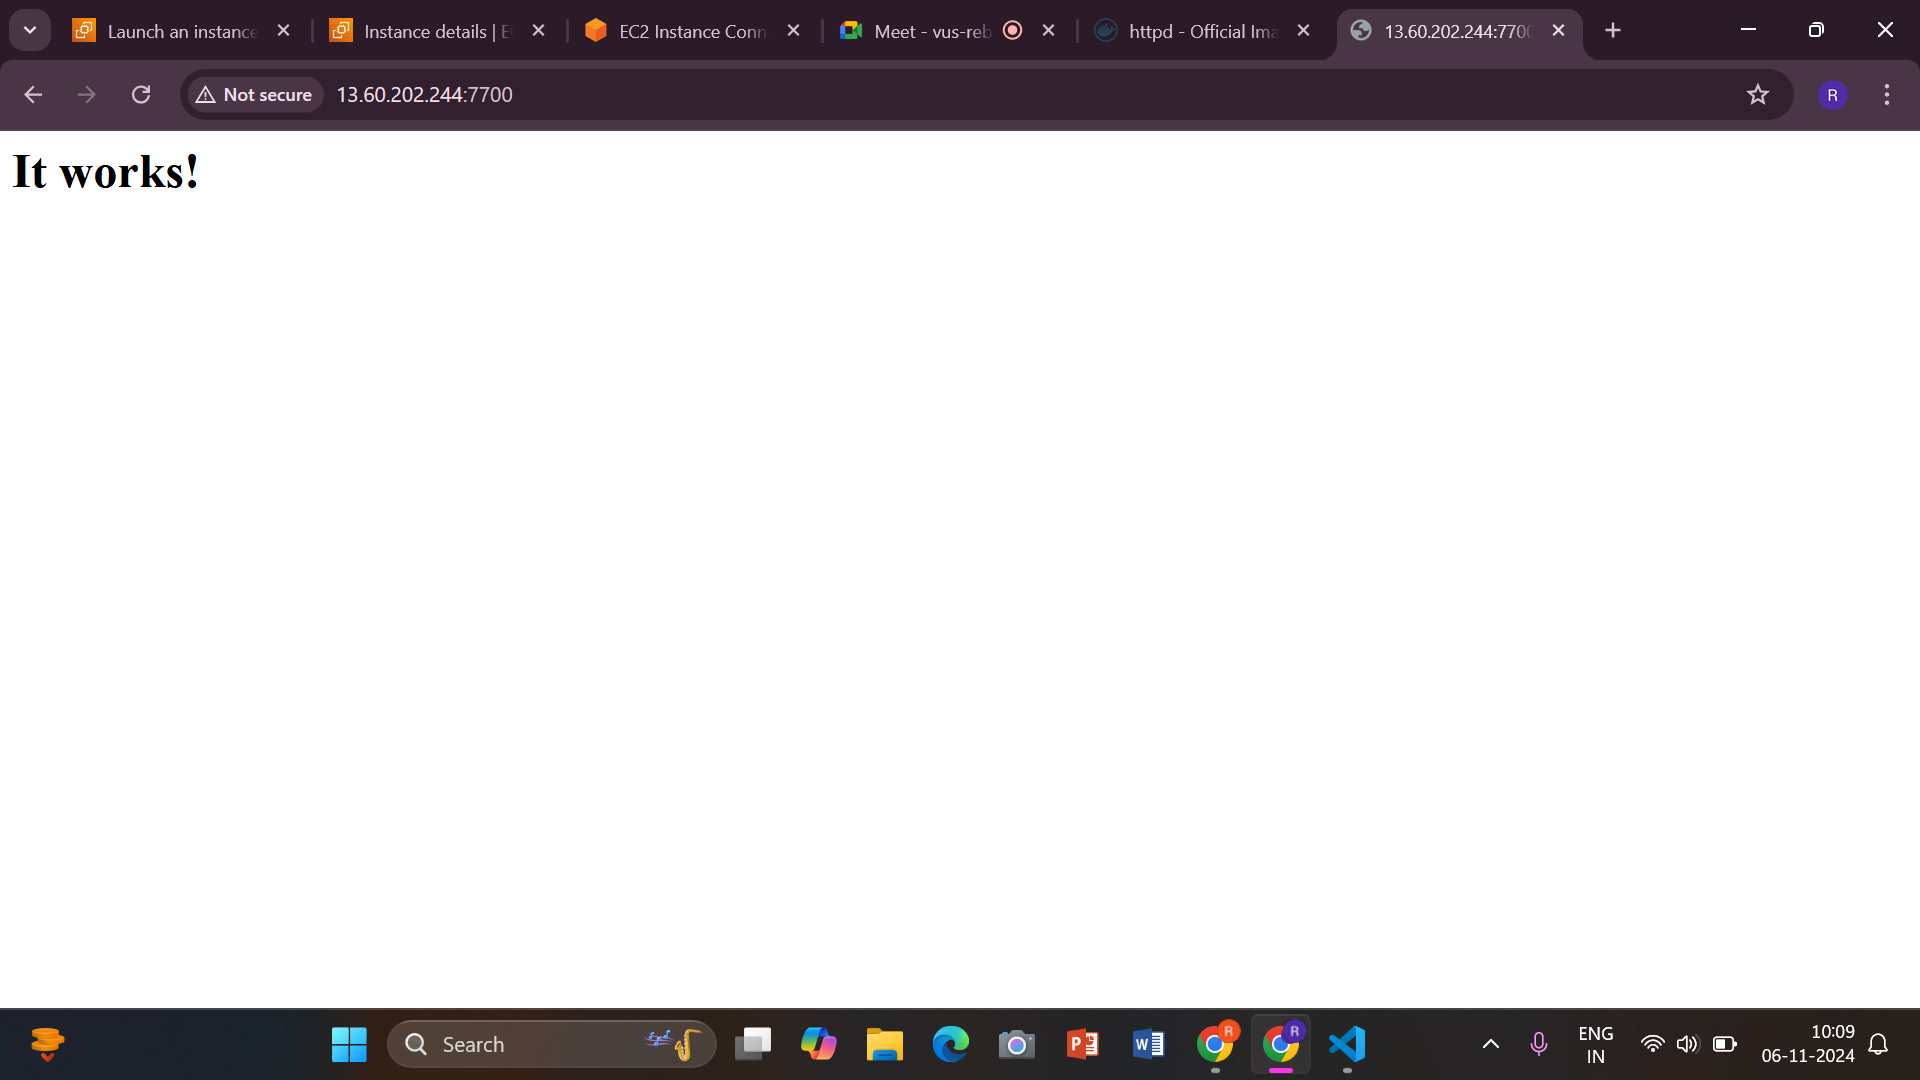 Launch an instance
Instance details | E
EC2 Instance Conn
Meet - vus-reb
httpd - Official Ima
13.60.202.244:7700
Not secure
13.60.202.244:7700
R
It works!
Search
R
R
ENG
IN
10:09
06-11-2024